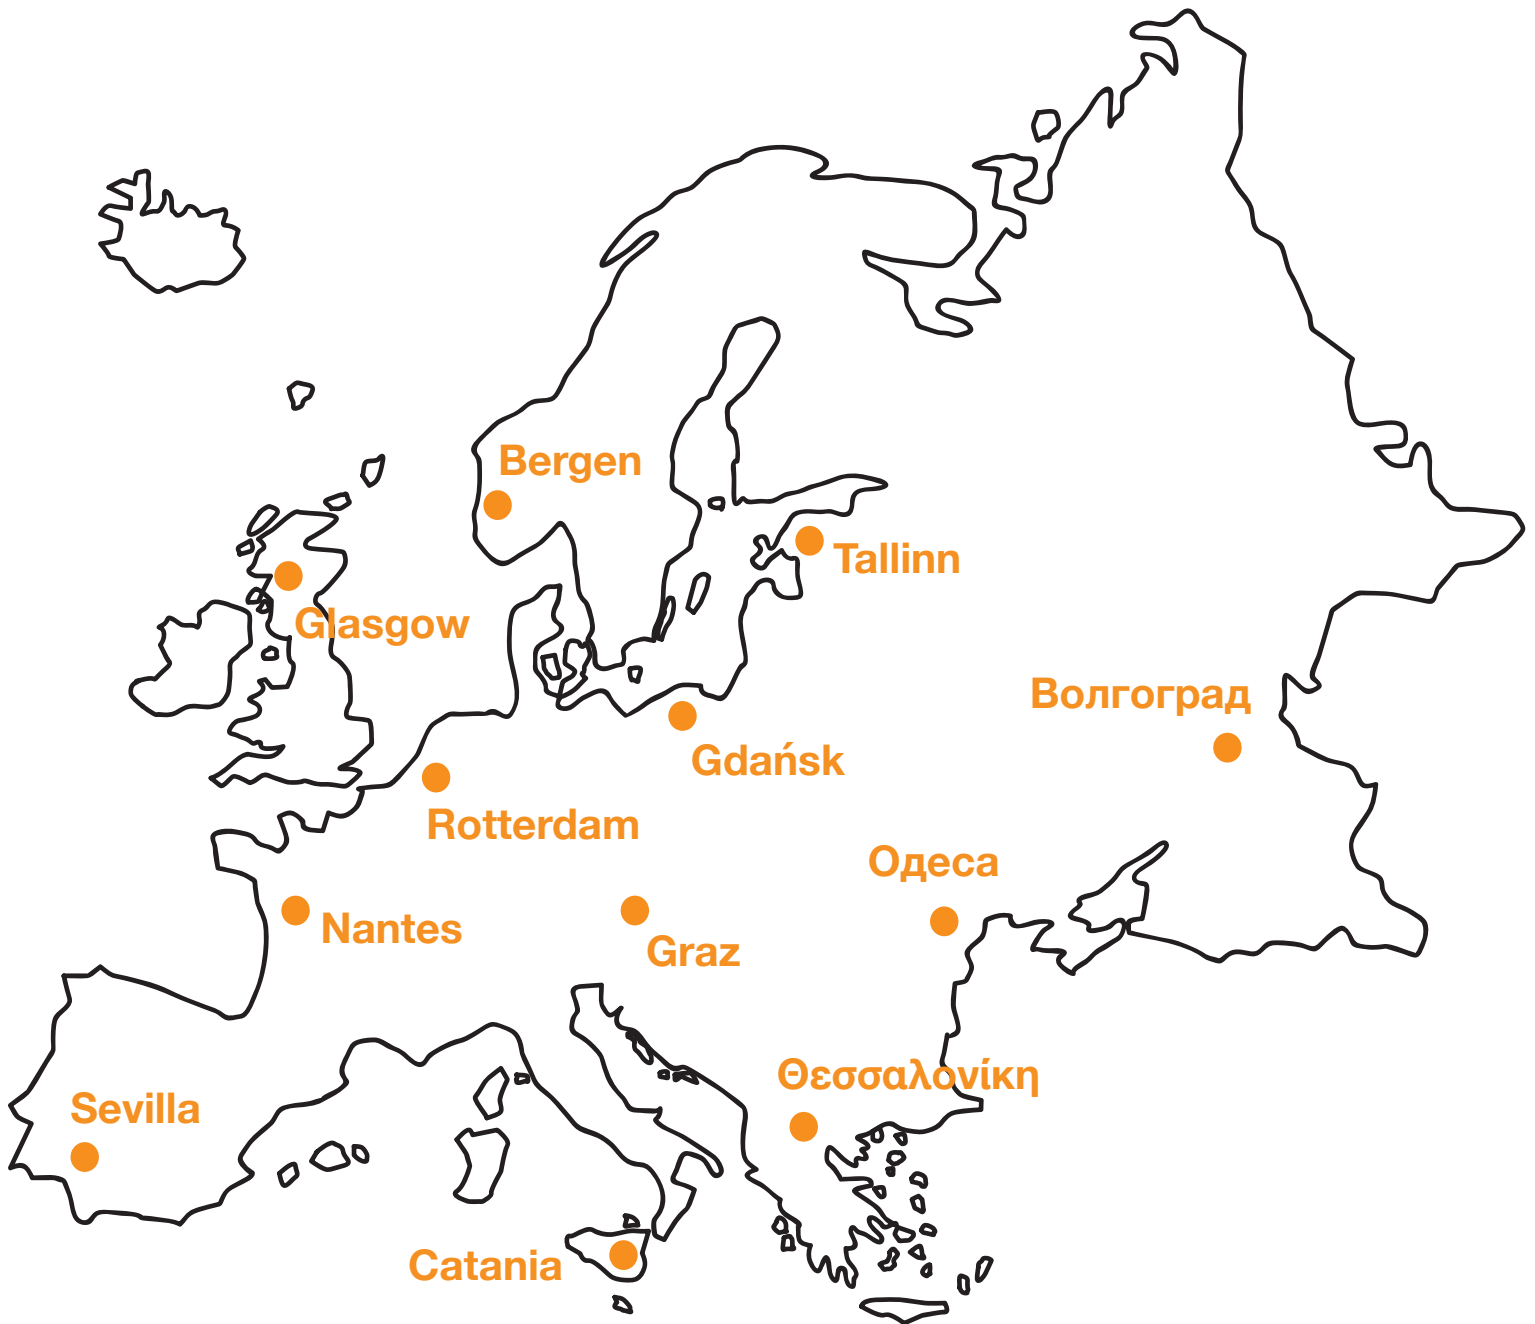 Bergen
Tallinn
Glasgow
Волгоград
Gdańsk
Rotterdam
Одеса
Nantes
Graz
Θεσσαλονίκη
Sevilla
Catania